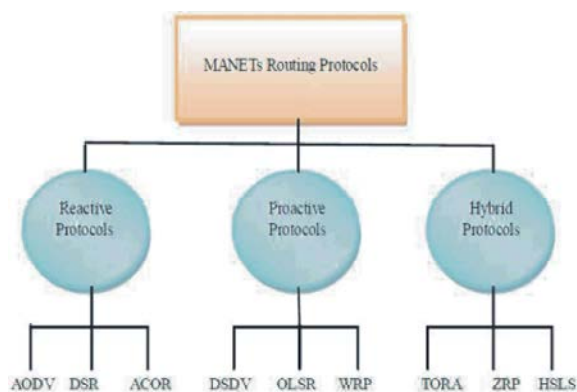 MANETs Routing Protocols
Reactive
Protocols
Proactive
Protocols
Hybrid
Protocols
AODV DSR ACOR DSDV OLSR WRP TORA ZRP HSLS